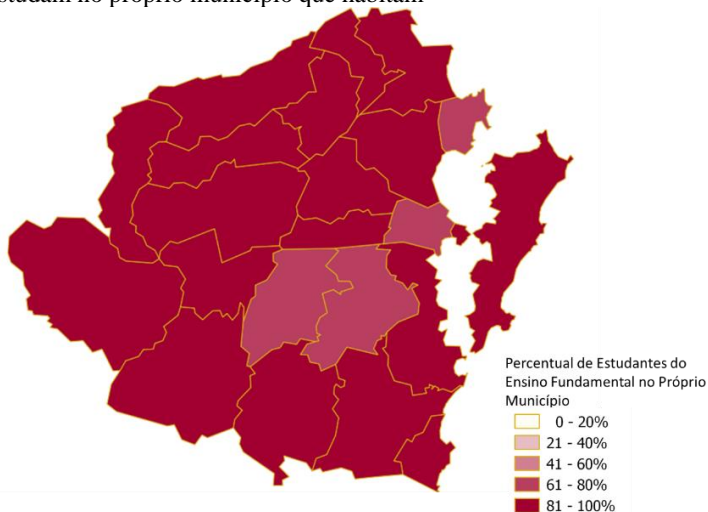 estudam no próprio município que habitam
Percentual de Estudantes do
Ensino Fundamental no Próprio
Município
0 - 20%
21 - 40%
41 - 60%
61 - 80%
81 - 100%